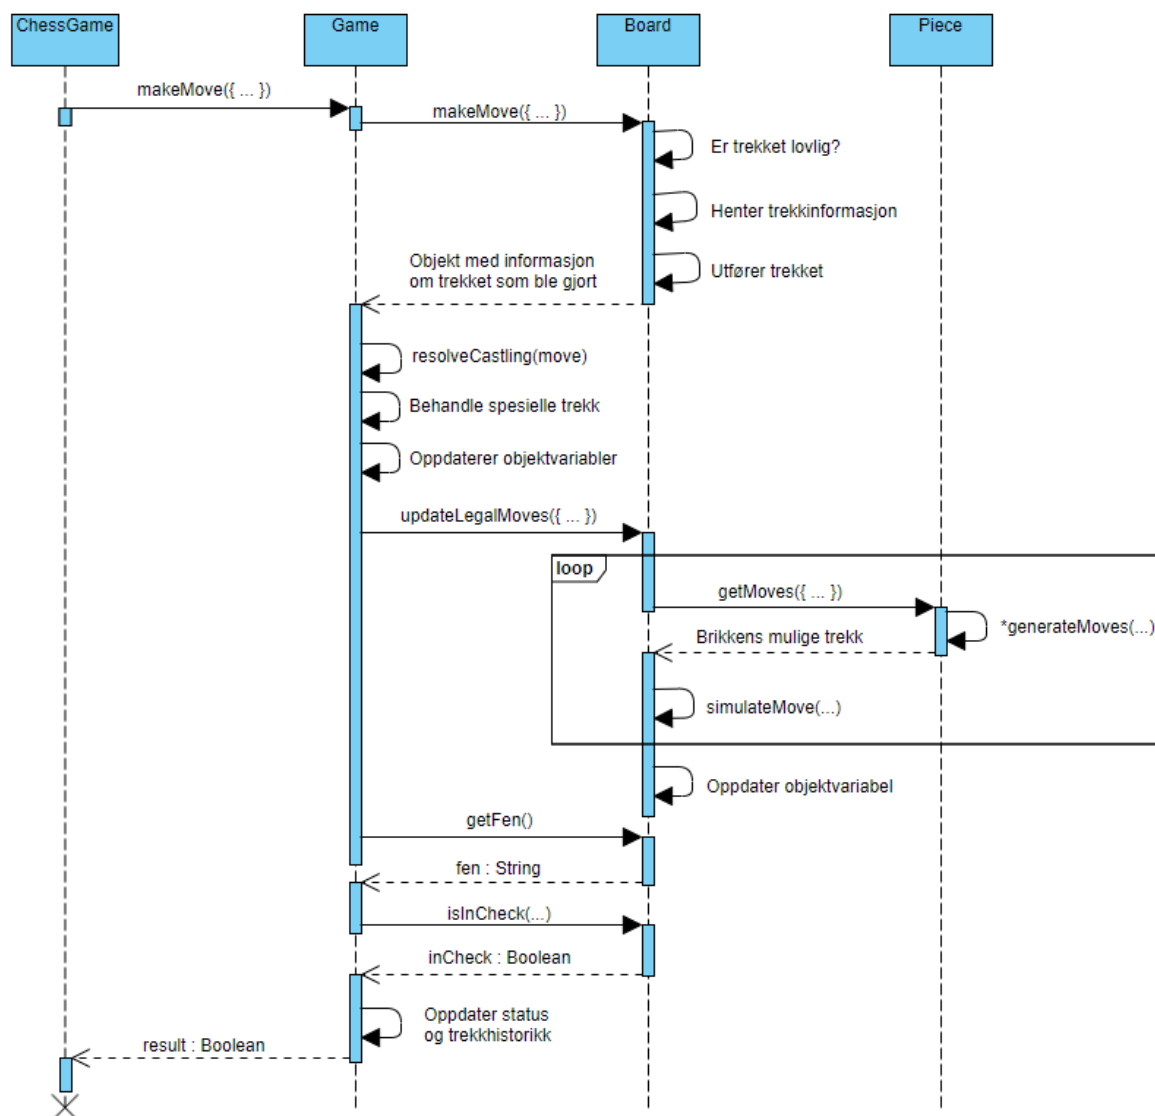 ChessGame
Game
Board
Piece
makeMove({ ... })
makeMove({ ... })
Er trekket lovlig?
Henter trekkinformasjon
Utfører trekket
Objekt med informasjon
om trekket som ble gjort
resolveCastling(move)
Behandle spesielle trekk
Oppdaterer objektvariabler
updateLegalMoves({ ... })
loop
getMoves({ ... })
*generateMoves(...)
Brikkens mulige trekk
simulateMove(...)
Oppdater objektvariabel
getFen()
fen : String
isInCheck(...)
inCheck : Boolean
Oppdater status
og trekkhistorikk
result : Boolean